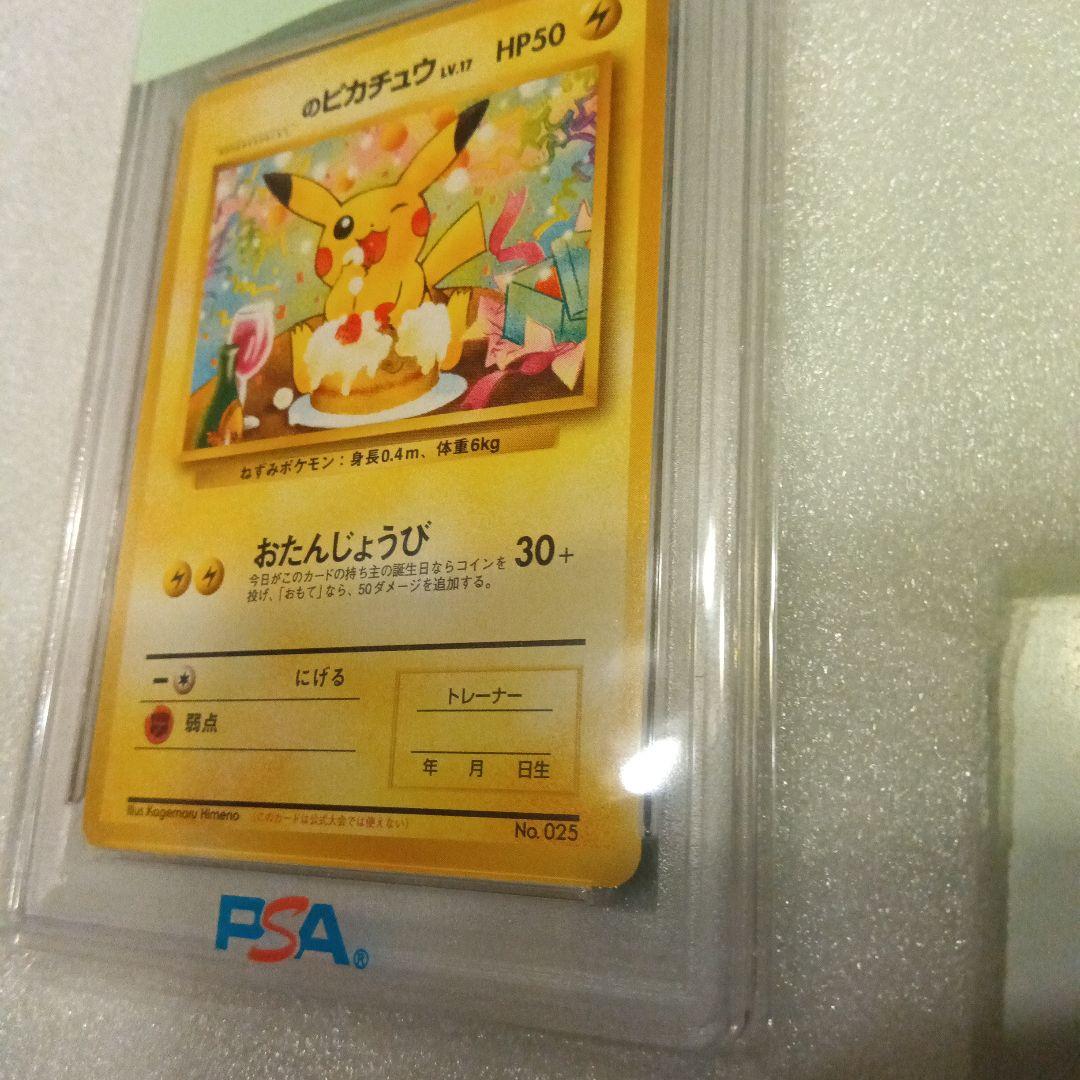 のピカチュウ LV.17 HP50
ねずみポケモン：身長0.4m、体重6kg
おたんじょうび 30+
今日がこのカードの持ち主の誕生日ならコインを
投げ、「おもて」なら、50ダメージを追加する。
にげる
弱点
トレーナー
年 月 日生
Illus Kagemaru Himeno (このカードは公式大会では使えない) No. 025
PSA®